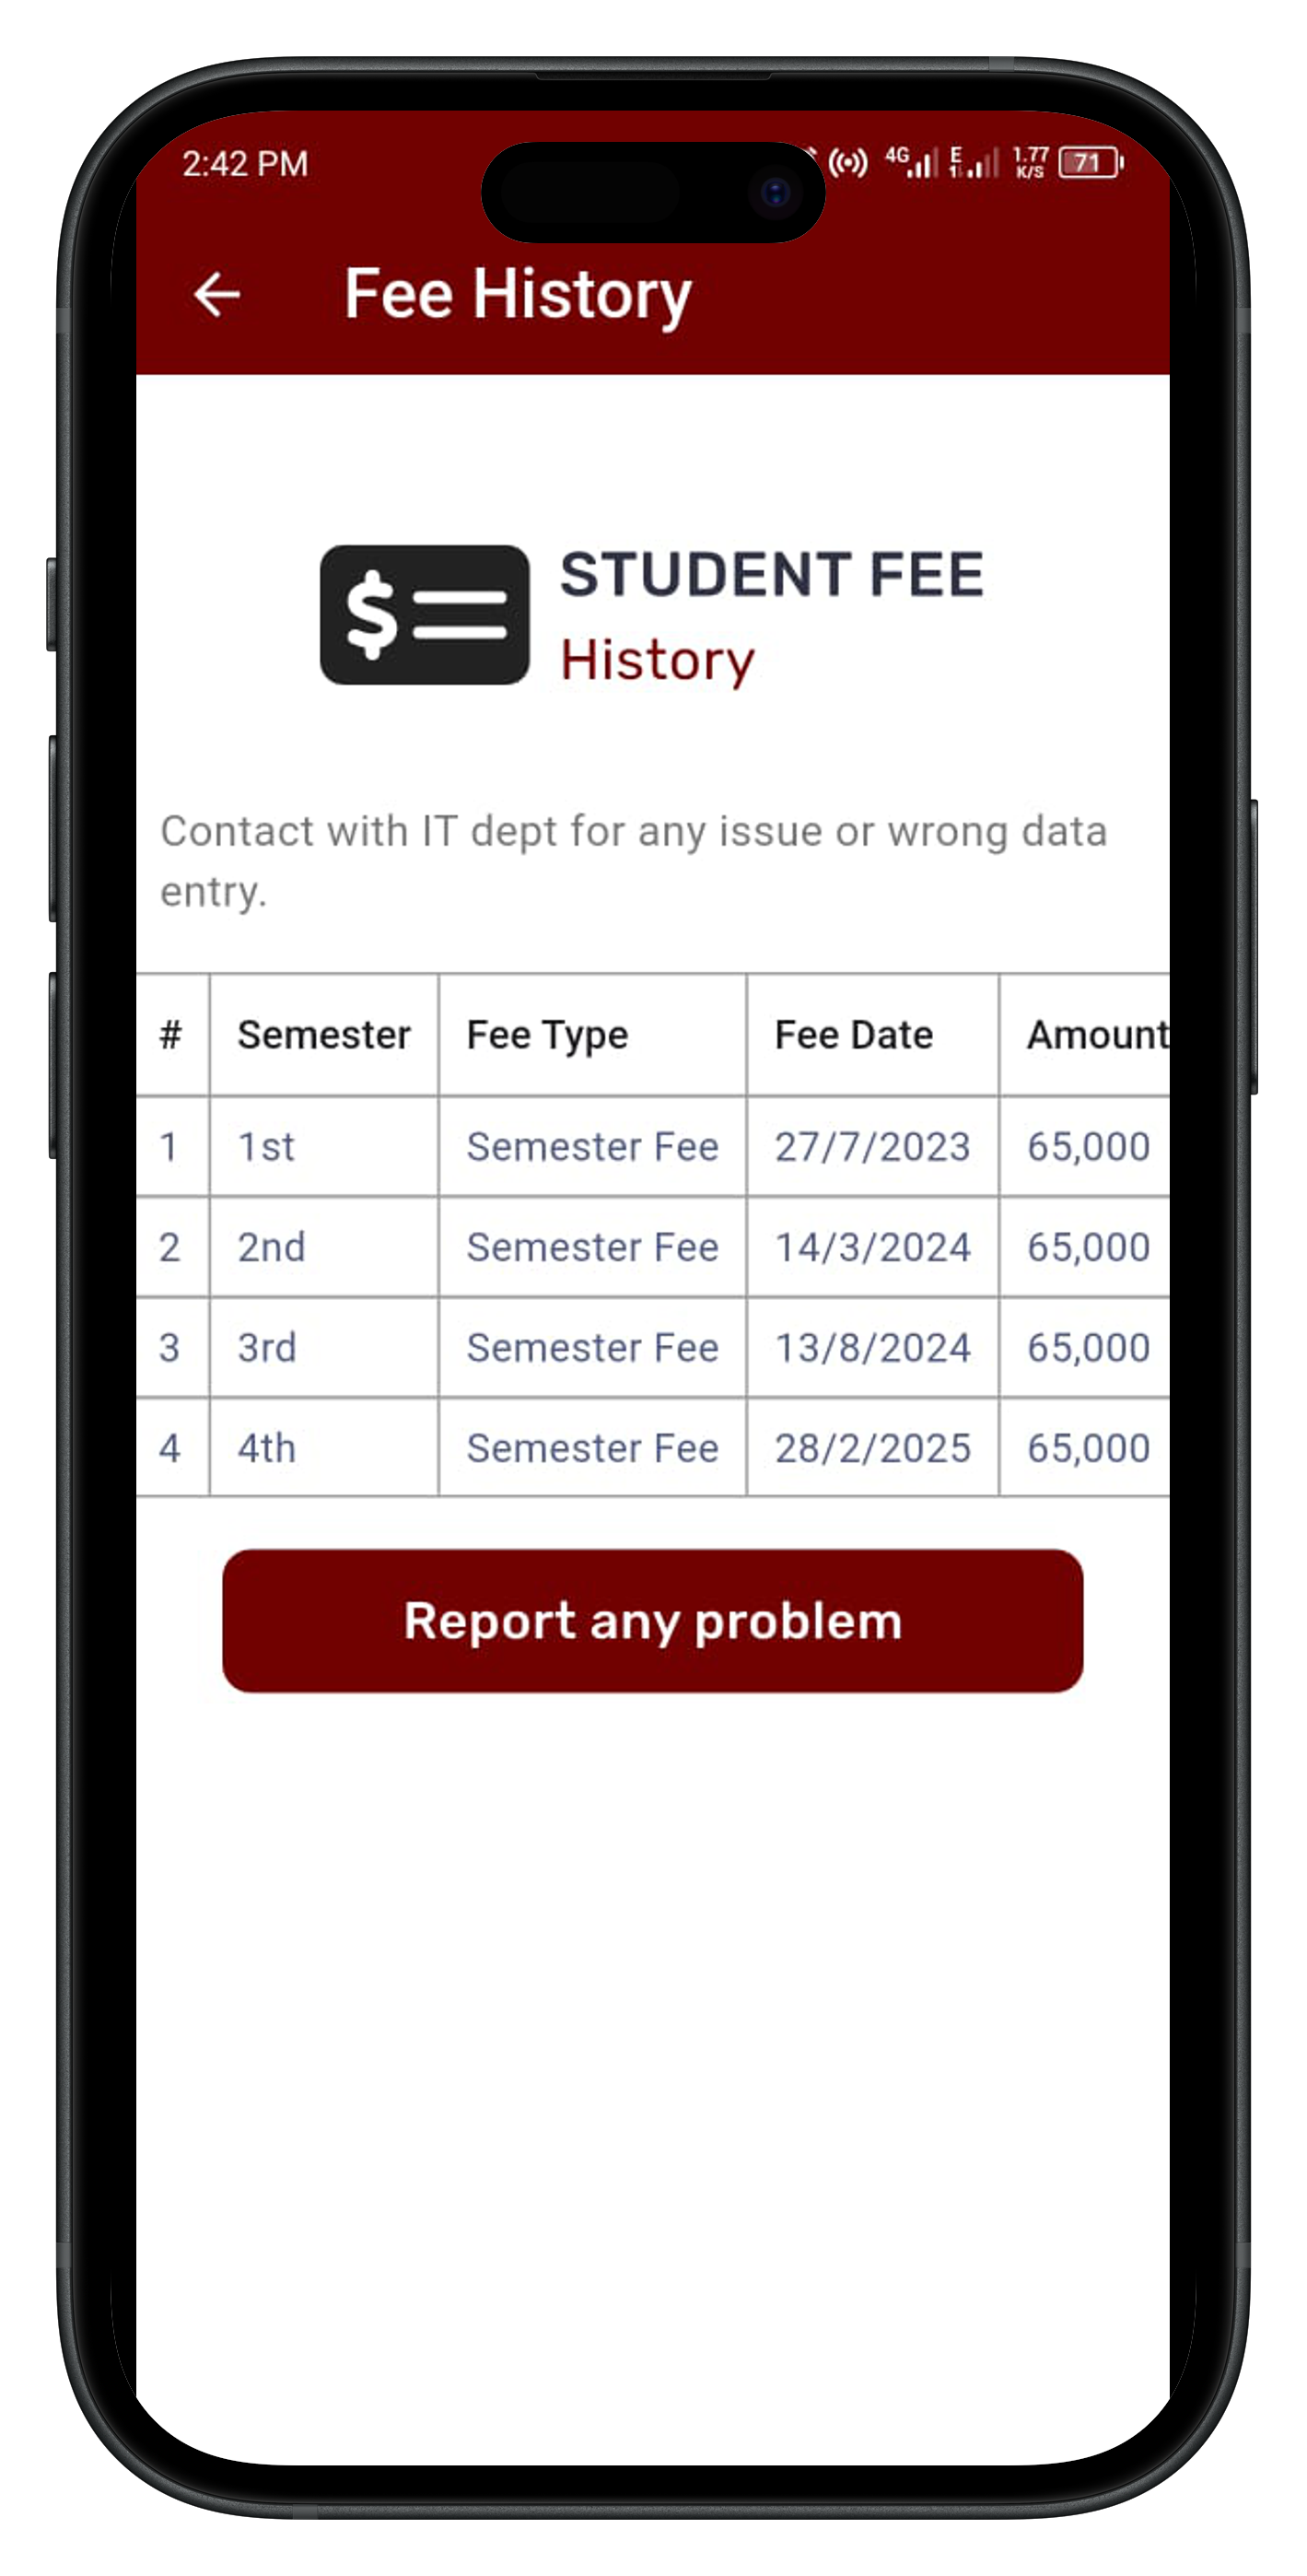 2:42 PM 4G E 1.77 K/S 71
Fee History
$
STUDENT FEE
History
Contact with IT dept for any issue or wrong data
entry.
# Semester Fee Type Fee Date Amount
1 1st Semester Fee 27/7/2023 65,000
2 2nd Semester Fee 14/3/2024 65,000
3 3rd Semester Fee 13/8/2024 65,000
4 4th Semester Fee 28/2/2025 65,000
Report any problem